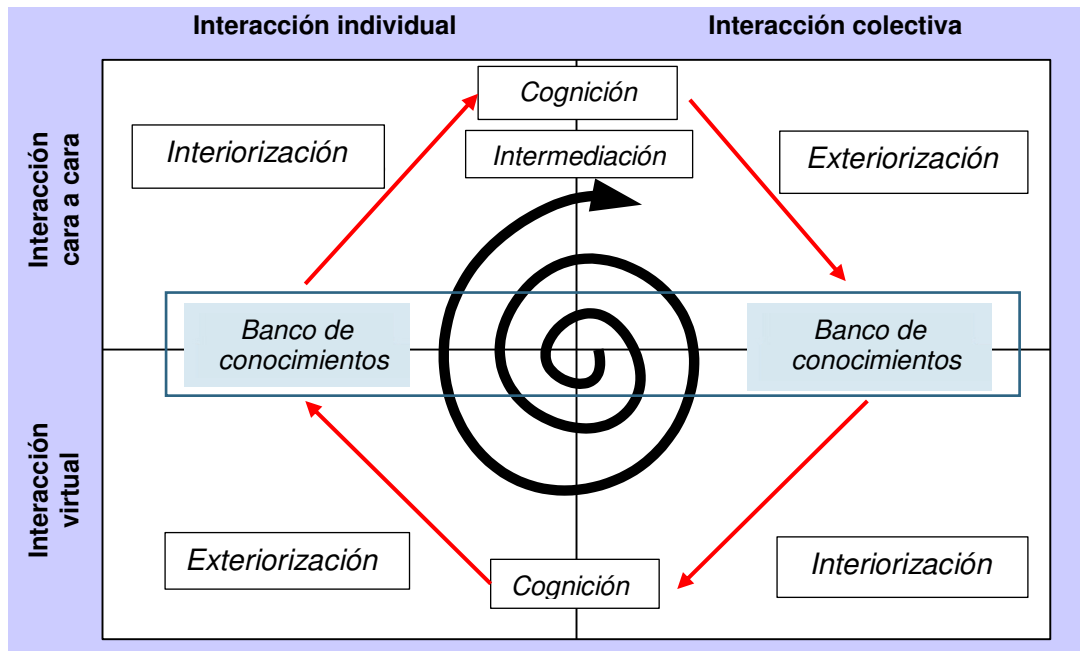 Interacción individual
Interacción colectiva
Interacción
cara a cara
Cognición
Interiorización
Intermediación
Exteriorización
Banco de
conocimientos
Banco de
conocimientos
Interacción
virtual
Exteriorización
Cognición
Interiorización